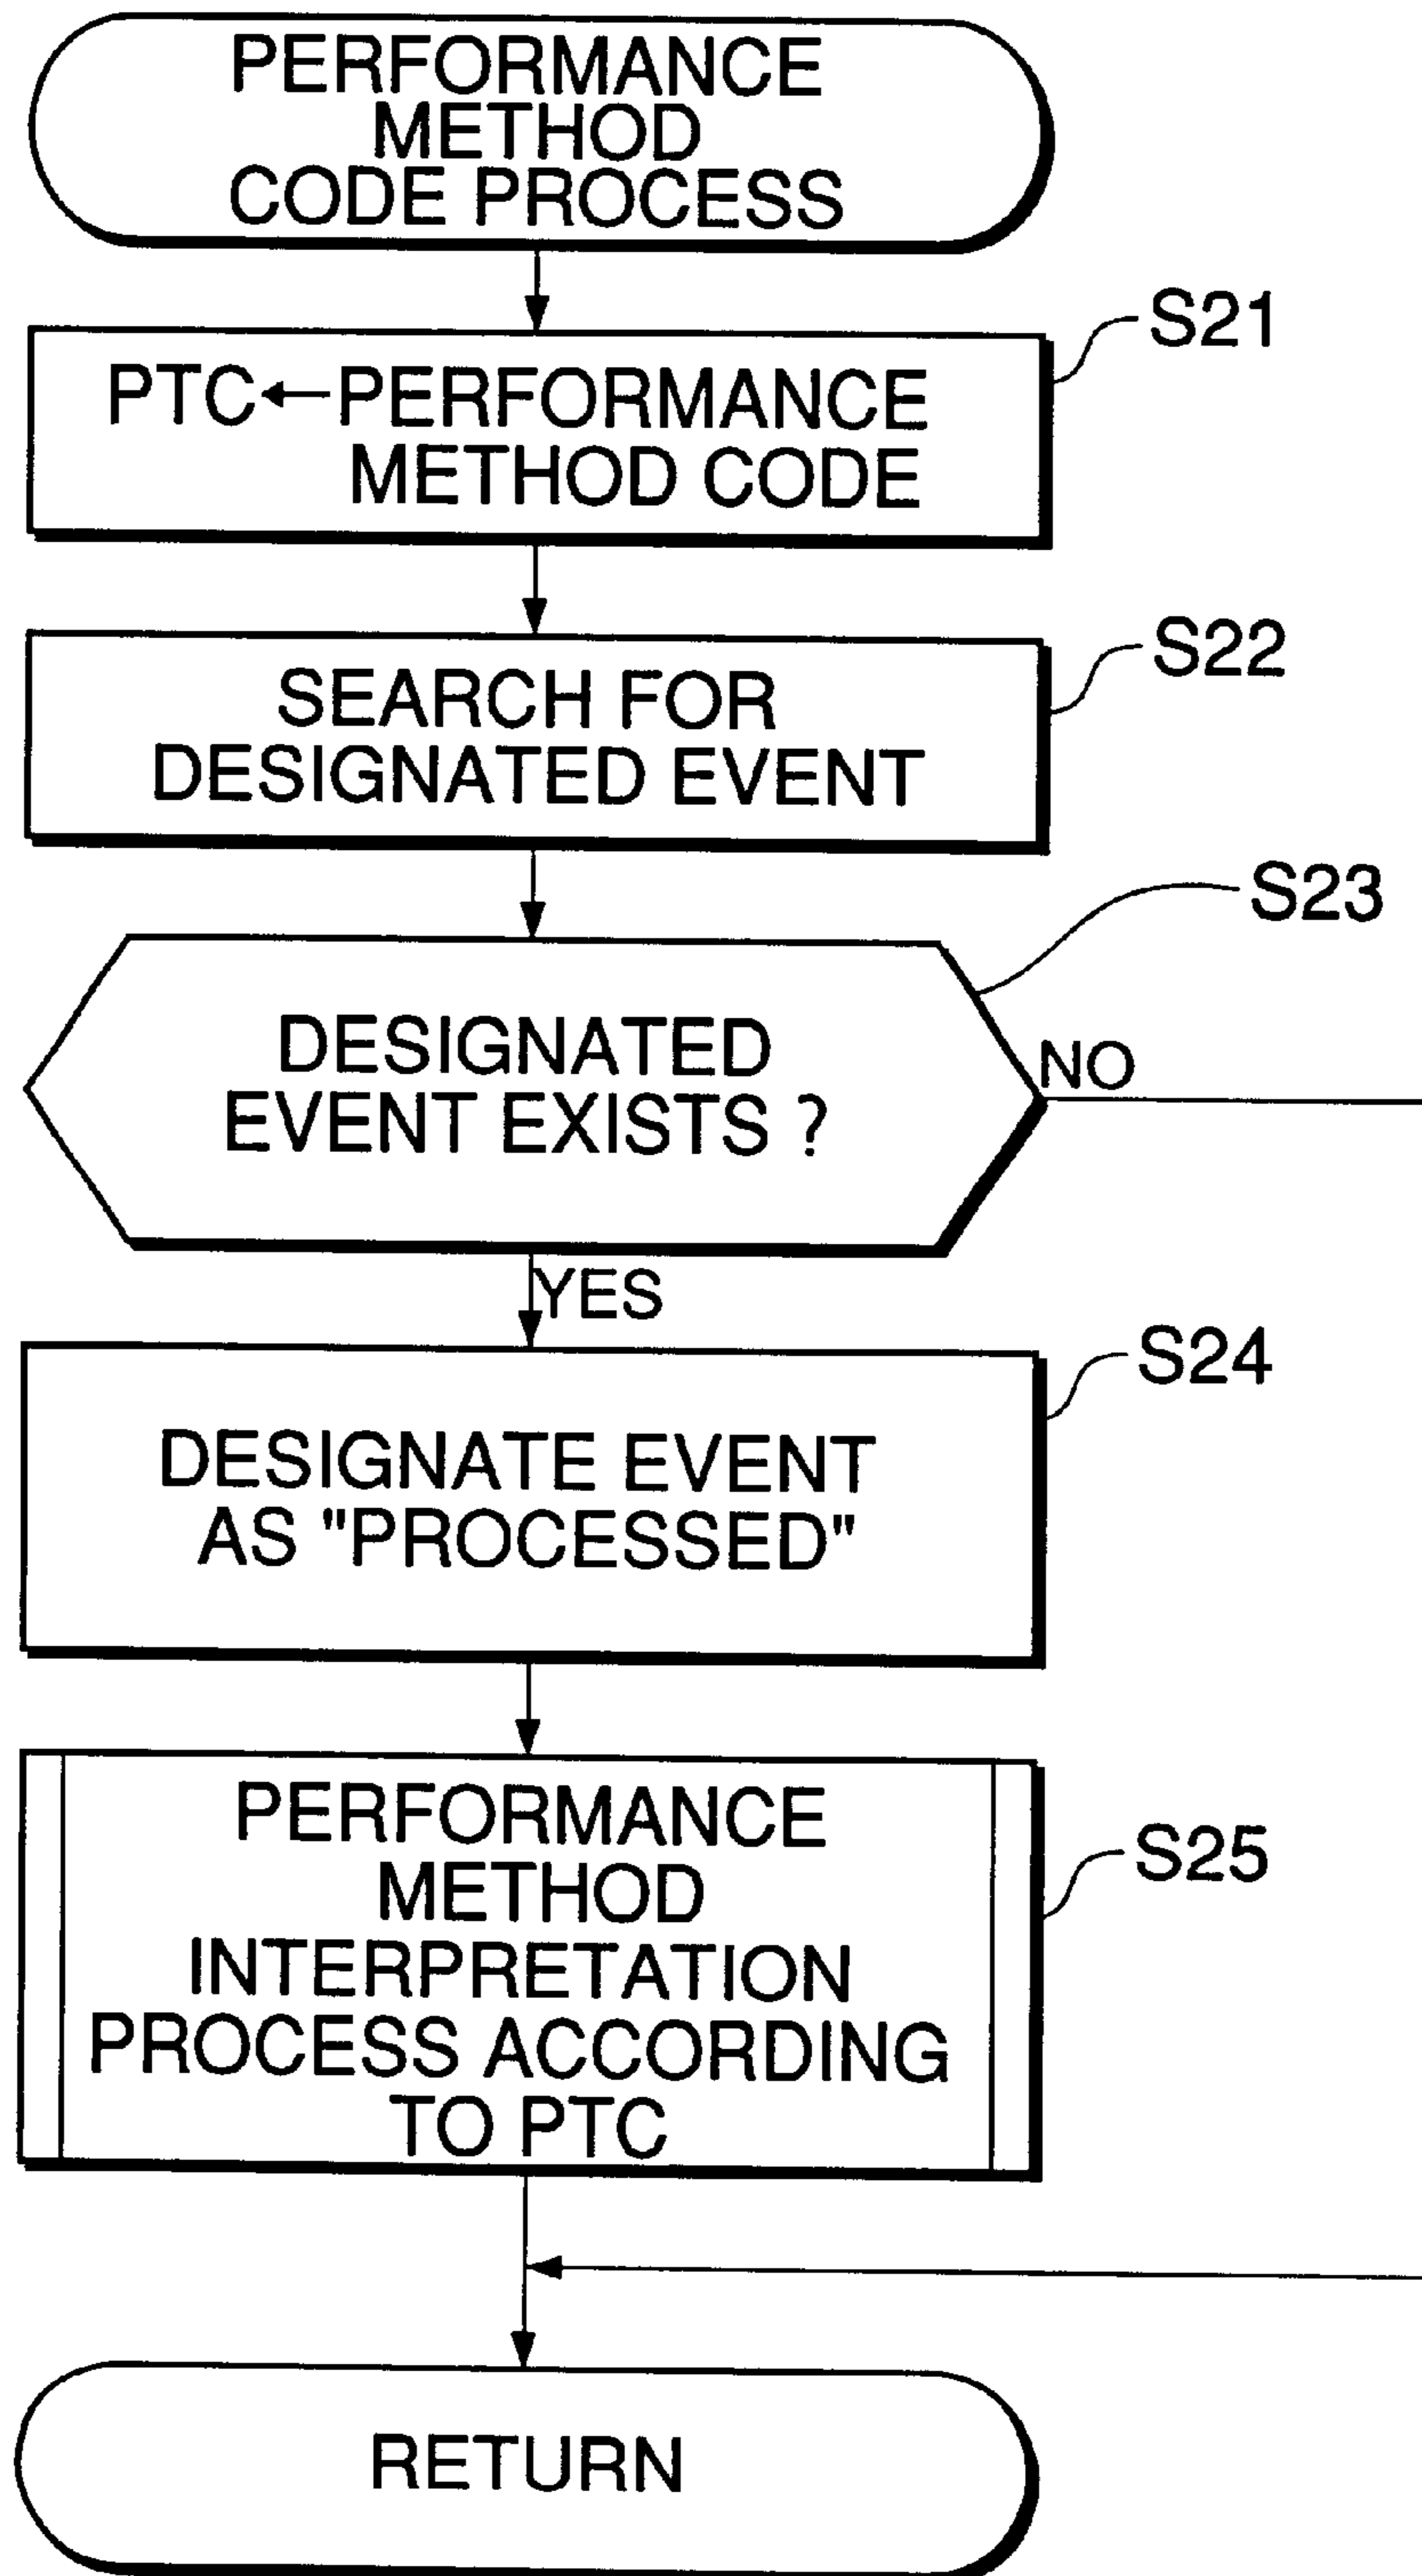 PERFORMANCE
METHOD
CODE PROCESS
S21
PTC←PERFORMANCE
METHOD CODE
S22
SEARCH FOR
DESIGNATED EVENT
S23
DESIGNATED
EVENT EXISTS ?
NO
YES
S24
DESIGNATE EVENT
AS "PROCESSED"
S25
PERFORMANCE
METHOD
INTERPRETATION
PROCESS ACCORDING
TO PTC
RETURN